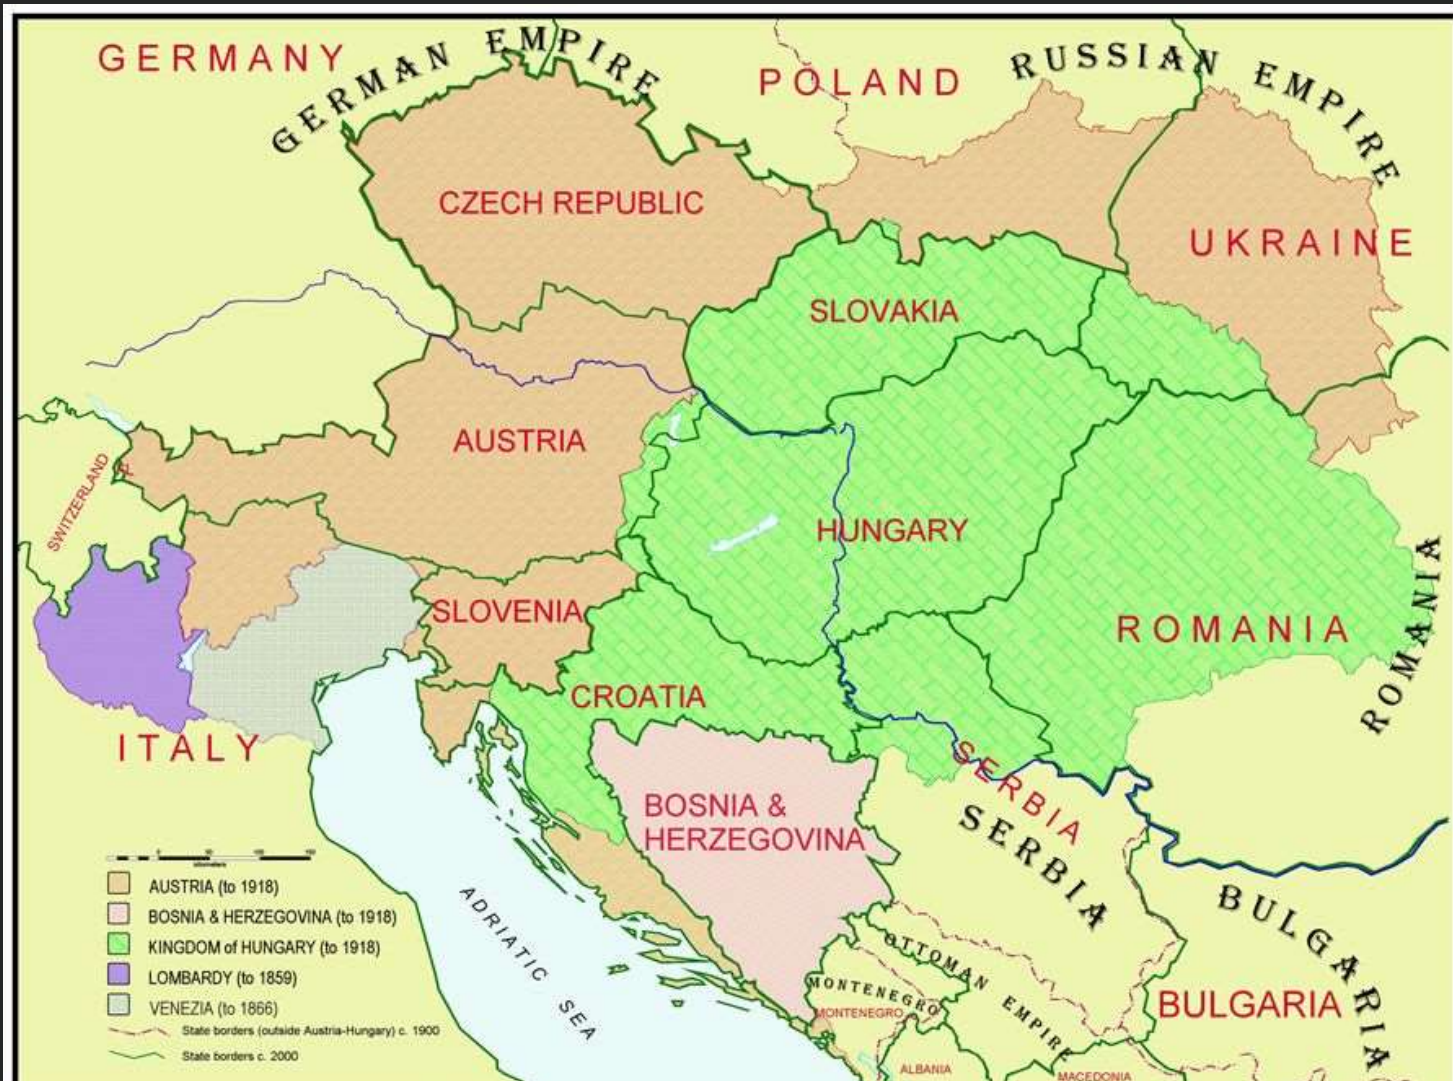 GERMANY
GERMAN EMPIRE
POLAND
RUSSIAN EMPIRE
CZECH REPUBLIC
UKRAINE
SLOVAKIA
AUSTRIA
SWITZERLAND
HUNGARY
ROMANIA
ROMANIA
SLOVENIA
CROATIA
ITALY
SERBIA
BOSNIA &
HERZEGOVINA
SERBIA
ADRIATIC SEA
BULGARIA
OTTOMAN EMPIRE
MONTENEGRO
MONTENEGRO
BULGARIA
ALBANIA
MACEDONIA
kilometers
AUSTRIA (to 1918)
BOSNIA & HERZEGOVINA (to 1918)
KINGDOM of HUNGARY (to 1918)
LOMBARDY (to 1859)
VENEZIA (to 1866)
State borders (outside Austria-Hungary) c. 1900
State borders c. 2000